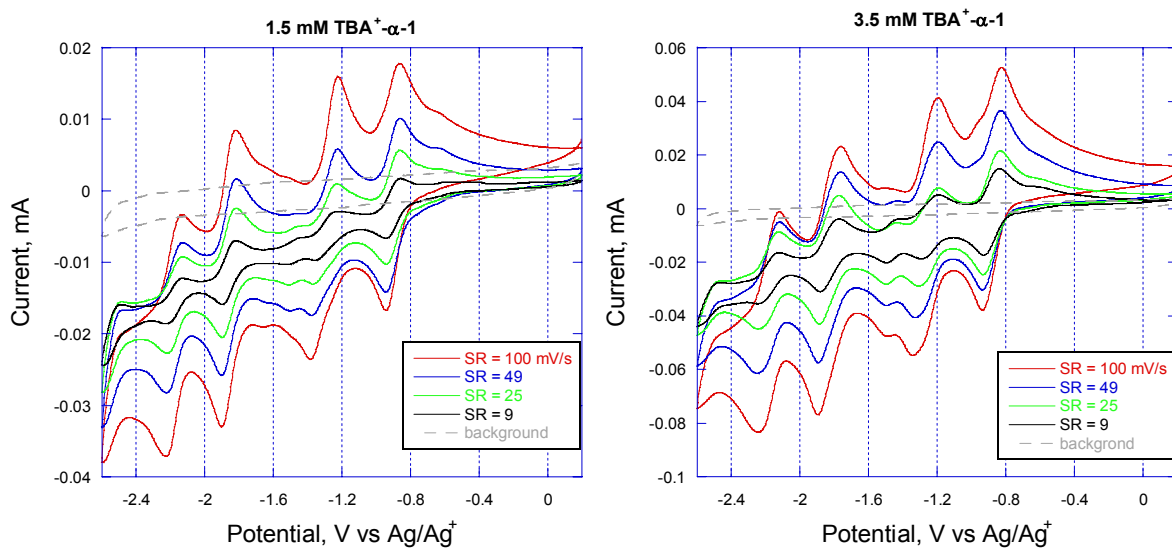 1.5 mM TBA⁺-α-1
Current, mA
0.02
0.01
0
-0.01
-0.02
-0.03
-0.04
SR = 100 mV/s
SR = 49
SR = 25
SR = 9
background
-2.4 -2 -1.6 -1.2 -0.8 -0.4 0
Potential, V vs Ag/Ag⁺
3.5 mM TBA⁺-α-1
Current, mA
0.06
0.04
0.02
0
-0.02
-0.04
-0.06
-0.08
-0.1
SR = 100 mV/s
SR = 49
SR = 25
SR = 9
backgrond
-2.4 -2 -1.6 -1.2 -0.8 -0.4 0
Potential, V vs Ag/Ag⁺